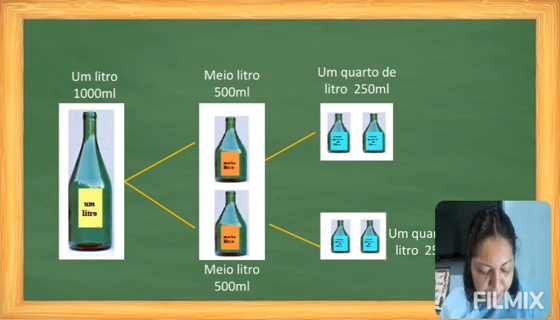 Um litro
1000ml
Meio litro
500ml
Um quarto de
litro 250ml
um
litro
meio
litro
meio
litro
Meio litro
500ml
Um quar
litro 25
FILMIX